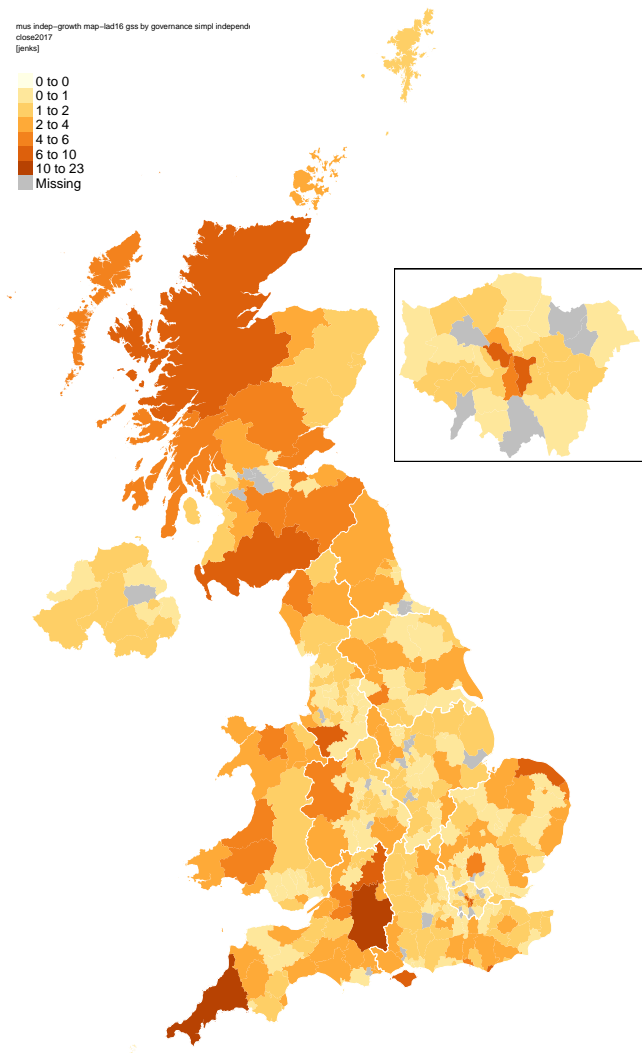 mus indep−growth map−lad16 gss by governance simpl independ
close2017
[jenks]
0 to 0
0 to 1
1 to 2
2 to 4
4 to 6
6 to 10
10 to 23
Missing